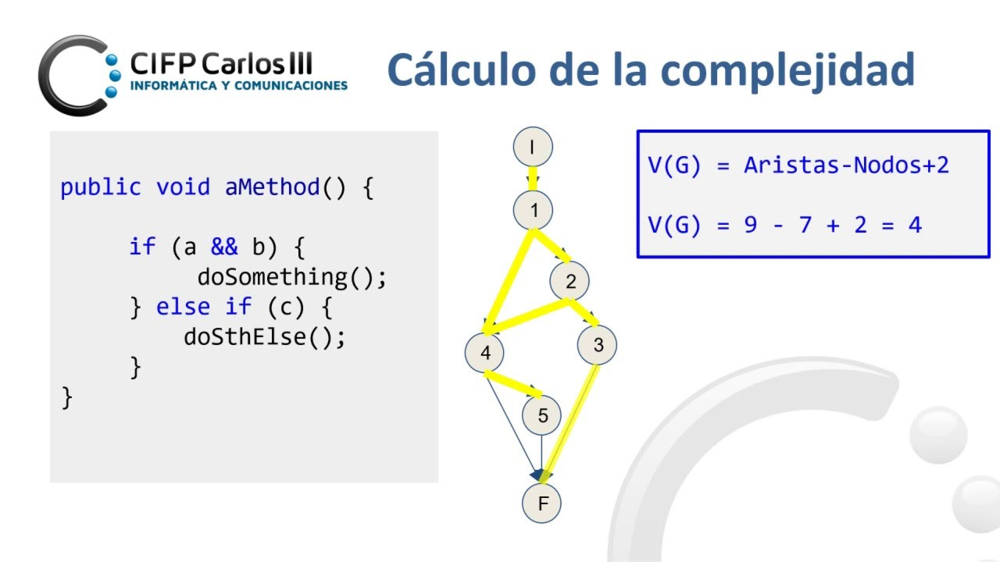 CIFP Carlos III
INFORMÁTICA Y COMUNICACIONES
Cálculo de la complejidad
public void aMethod() {
if (a && b) {
doSomething();
} else if (c) {
doSthElse();
}
}
I
1
2
4
3
5
F
V(G) = Aristas-Nodos+2
V(G) = 9 - 7 + 2 = 4